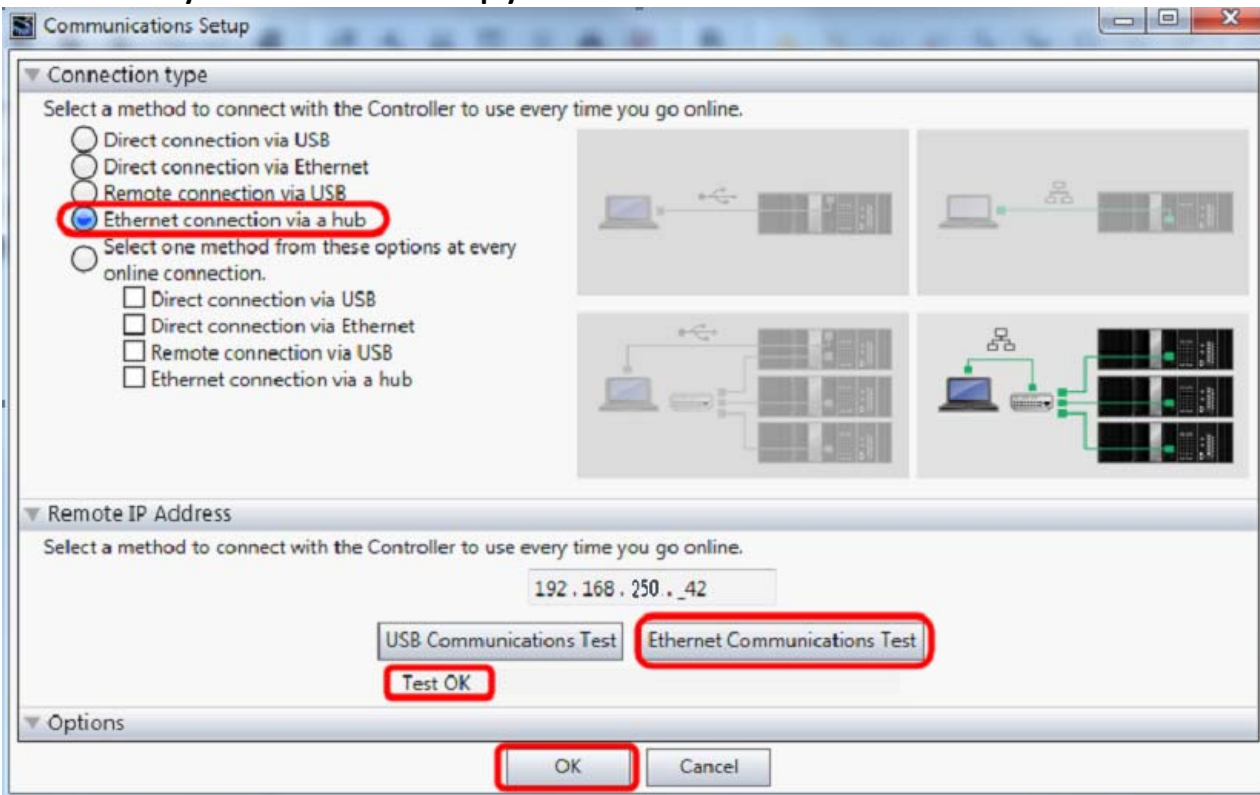 Communications Setup
Connection type
Select a method to connect with the Controller to use every time you go online.
Direct connection via USB
Direct connection via Ethernet
Remote connection via USB
Ethernet connection via a hub
Select one method from these options at every
online connection.
Direct connection via USB
Direct connection via Ethernet
Remote connection via USB
Ethernet connection via a hub
Remote IP Address
Select a method to connect with the Controller to use every time you go online.
192.168.250._42
USB Communications Test Ethernet Communications Test
Test OK
Options
OK Cancel